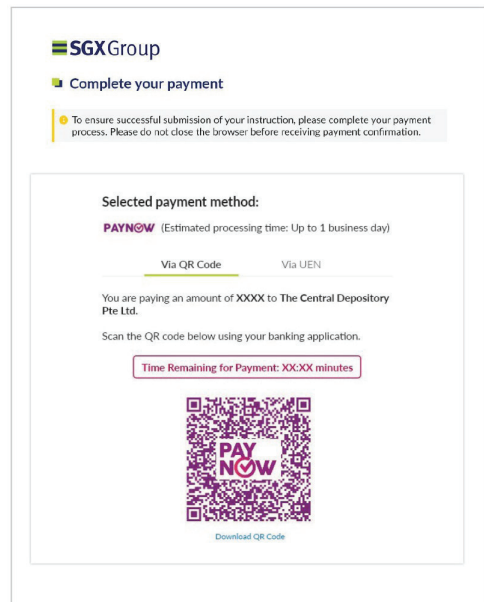 SGXGroup
Complete your payment
To ensure successful submission of your instruction, please complete your payment
process. Please do not close the browser before receiving payment confirmation.
Selected payment method:
PAYNOW (Estimated processing time: Up to 1 business day)
Via QR Code Via UEN
You are paying an amount of XXXX to The Central Depository
Pte Ltd.
Scan the QR code below using your banking application.
Time Remaining for Payment: XX:XX minutes
PAY
NOW
Download QR Code